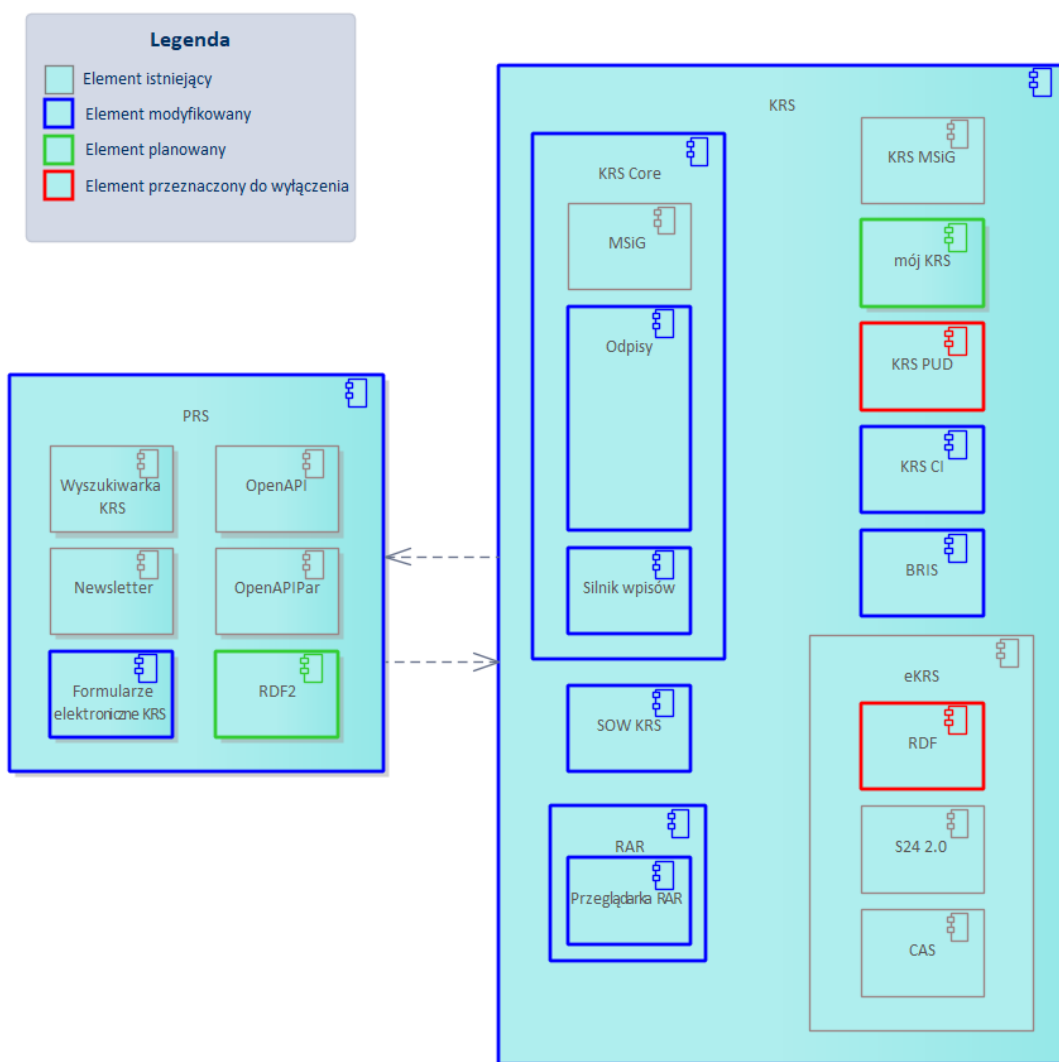 Legenda
Element istniejący
Element modyfikowany
Element planowany
Element przeznaczony do wyłączenia
PRS
Wyszukiwarka
KRS
OpenAPI
Newsletter
OpenAPIPar
Formularze
elektroniczne KRS
RDF2
KRS
KRS Core
MSiG
Odpisy
Silnik wpisów
SOW KRS
RAR
Przeglądarka RAR
KRS MSiG
mój KRS
KRS PUD
KRS CI
BRIS
eKRS
RDF
S24 2.0
CAS